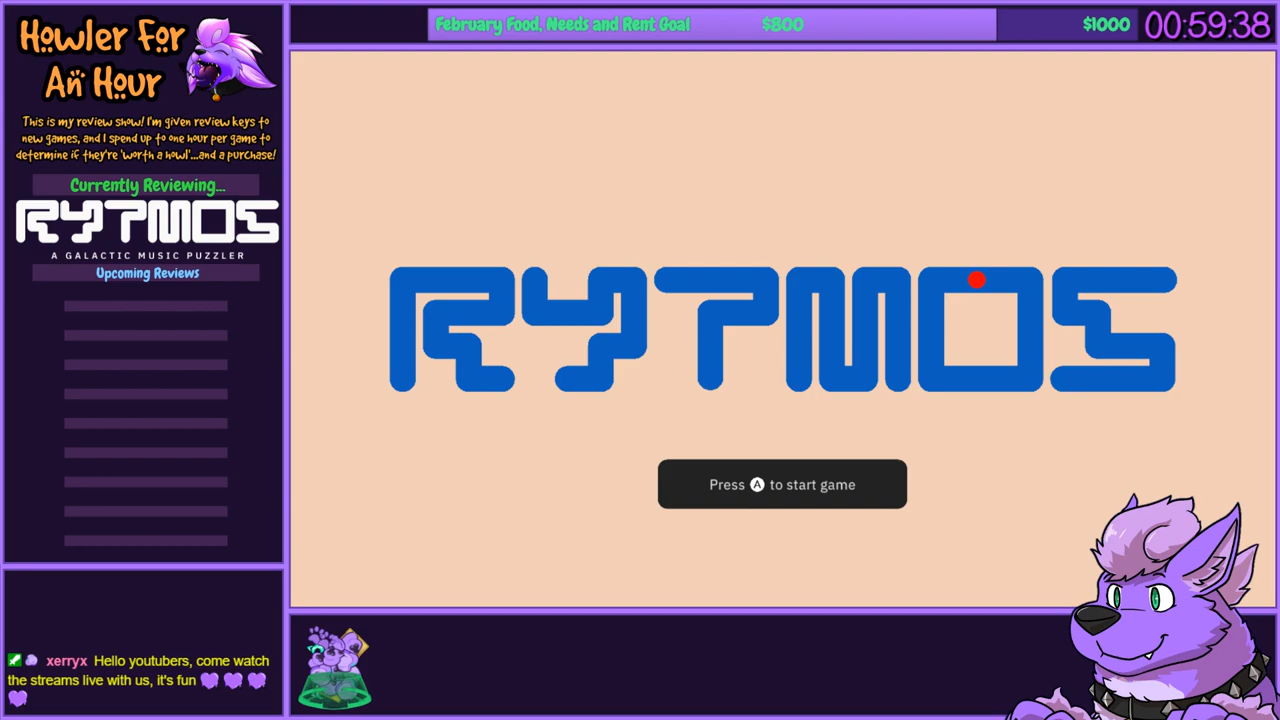 Howler For
An Hour
This is my review show! I'm given review keys to
new games, and I spend up to one hour per game to
determine if they're 'worth a howl'...and a purchase!
Currently Reviewing...
RYTMOS
A GALACTIC MUSIC PUZZLER
Upcoming Reviews
February Food, Needs and Rent Goal
$800
$1000
00:59:38
RYTMOS
Press A to start game
xerryx Hello youtubers, come watch
the streams live with us, it's fun